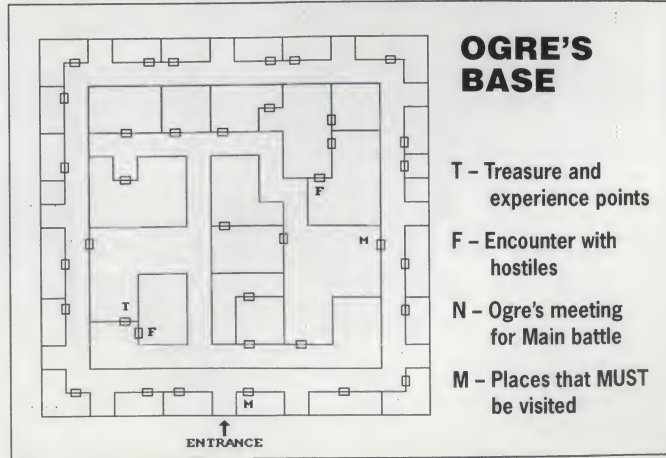 OGRE'S
BASE
T – Treasure and
experience points
F – Encounter with
hostiles
N – Ogre's meeting
for Main battle
M – Places that MUST
be visited
F
M
T
F
M
ENTRANCE